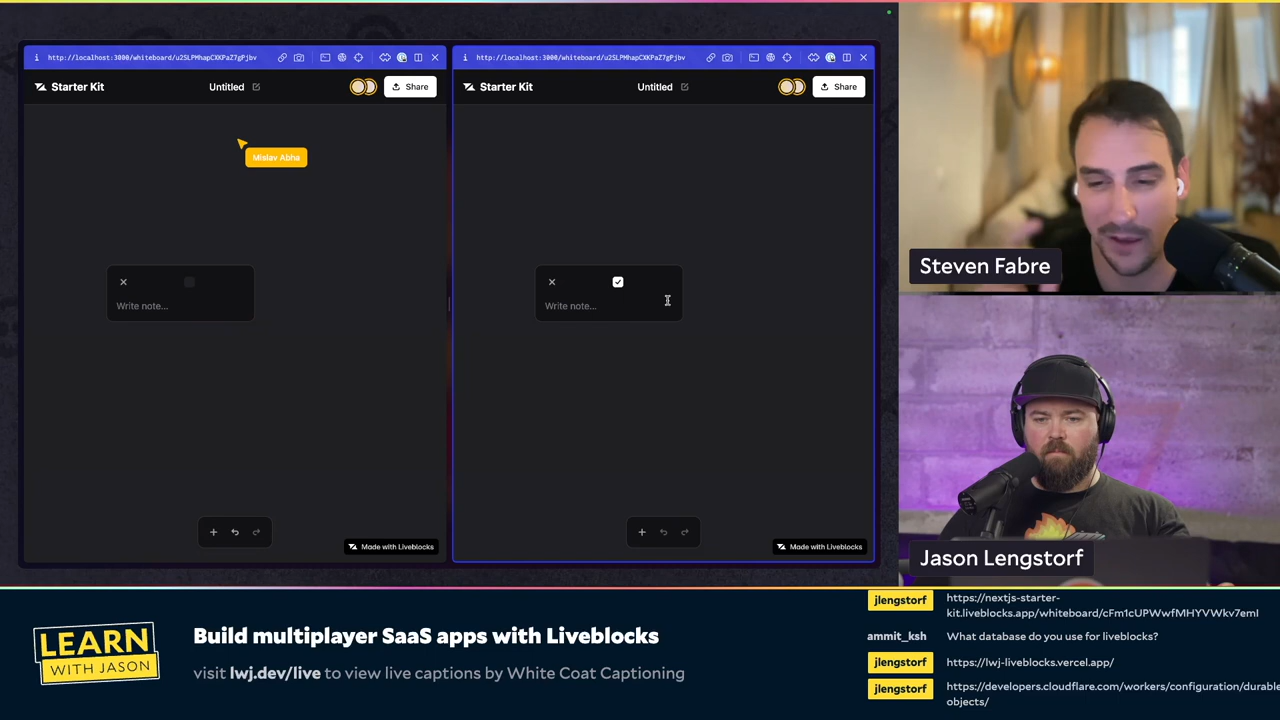 http://localhost:3000/whiteboard/u2SLPMhapCXKPaZ7gPjbv
Starter Kit
Untitled
Share
Mislav Abha
Write note...
Made with Liveblocks
http://localhost:3000/whiteboard/u2SLPMhapCXKPaZ7gPjbv
Starter Kit
Untitled
Share
Write note...
Made with Liveblocks
Steven Fabre
Jason Lengstorf
LEARN
WITH JASON
Build multiplayer SaaS apps with Liveblocks
visit lwj.dev/live to view live captions by White Coat Captioning
jlengstorf https://nextjs-starter-
kit.liveblocks.app/whiteboard/cFm1cUPWwfMHYVWkv7emI
ammit_ksh What database do you use for liveblocks?
jlengstorf https://lwj-liveblocks.vercel.app/
jlengstorf https://developers.cloudflare.com/workers/configuration/durable
objects/